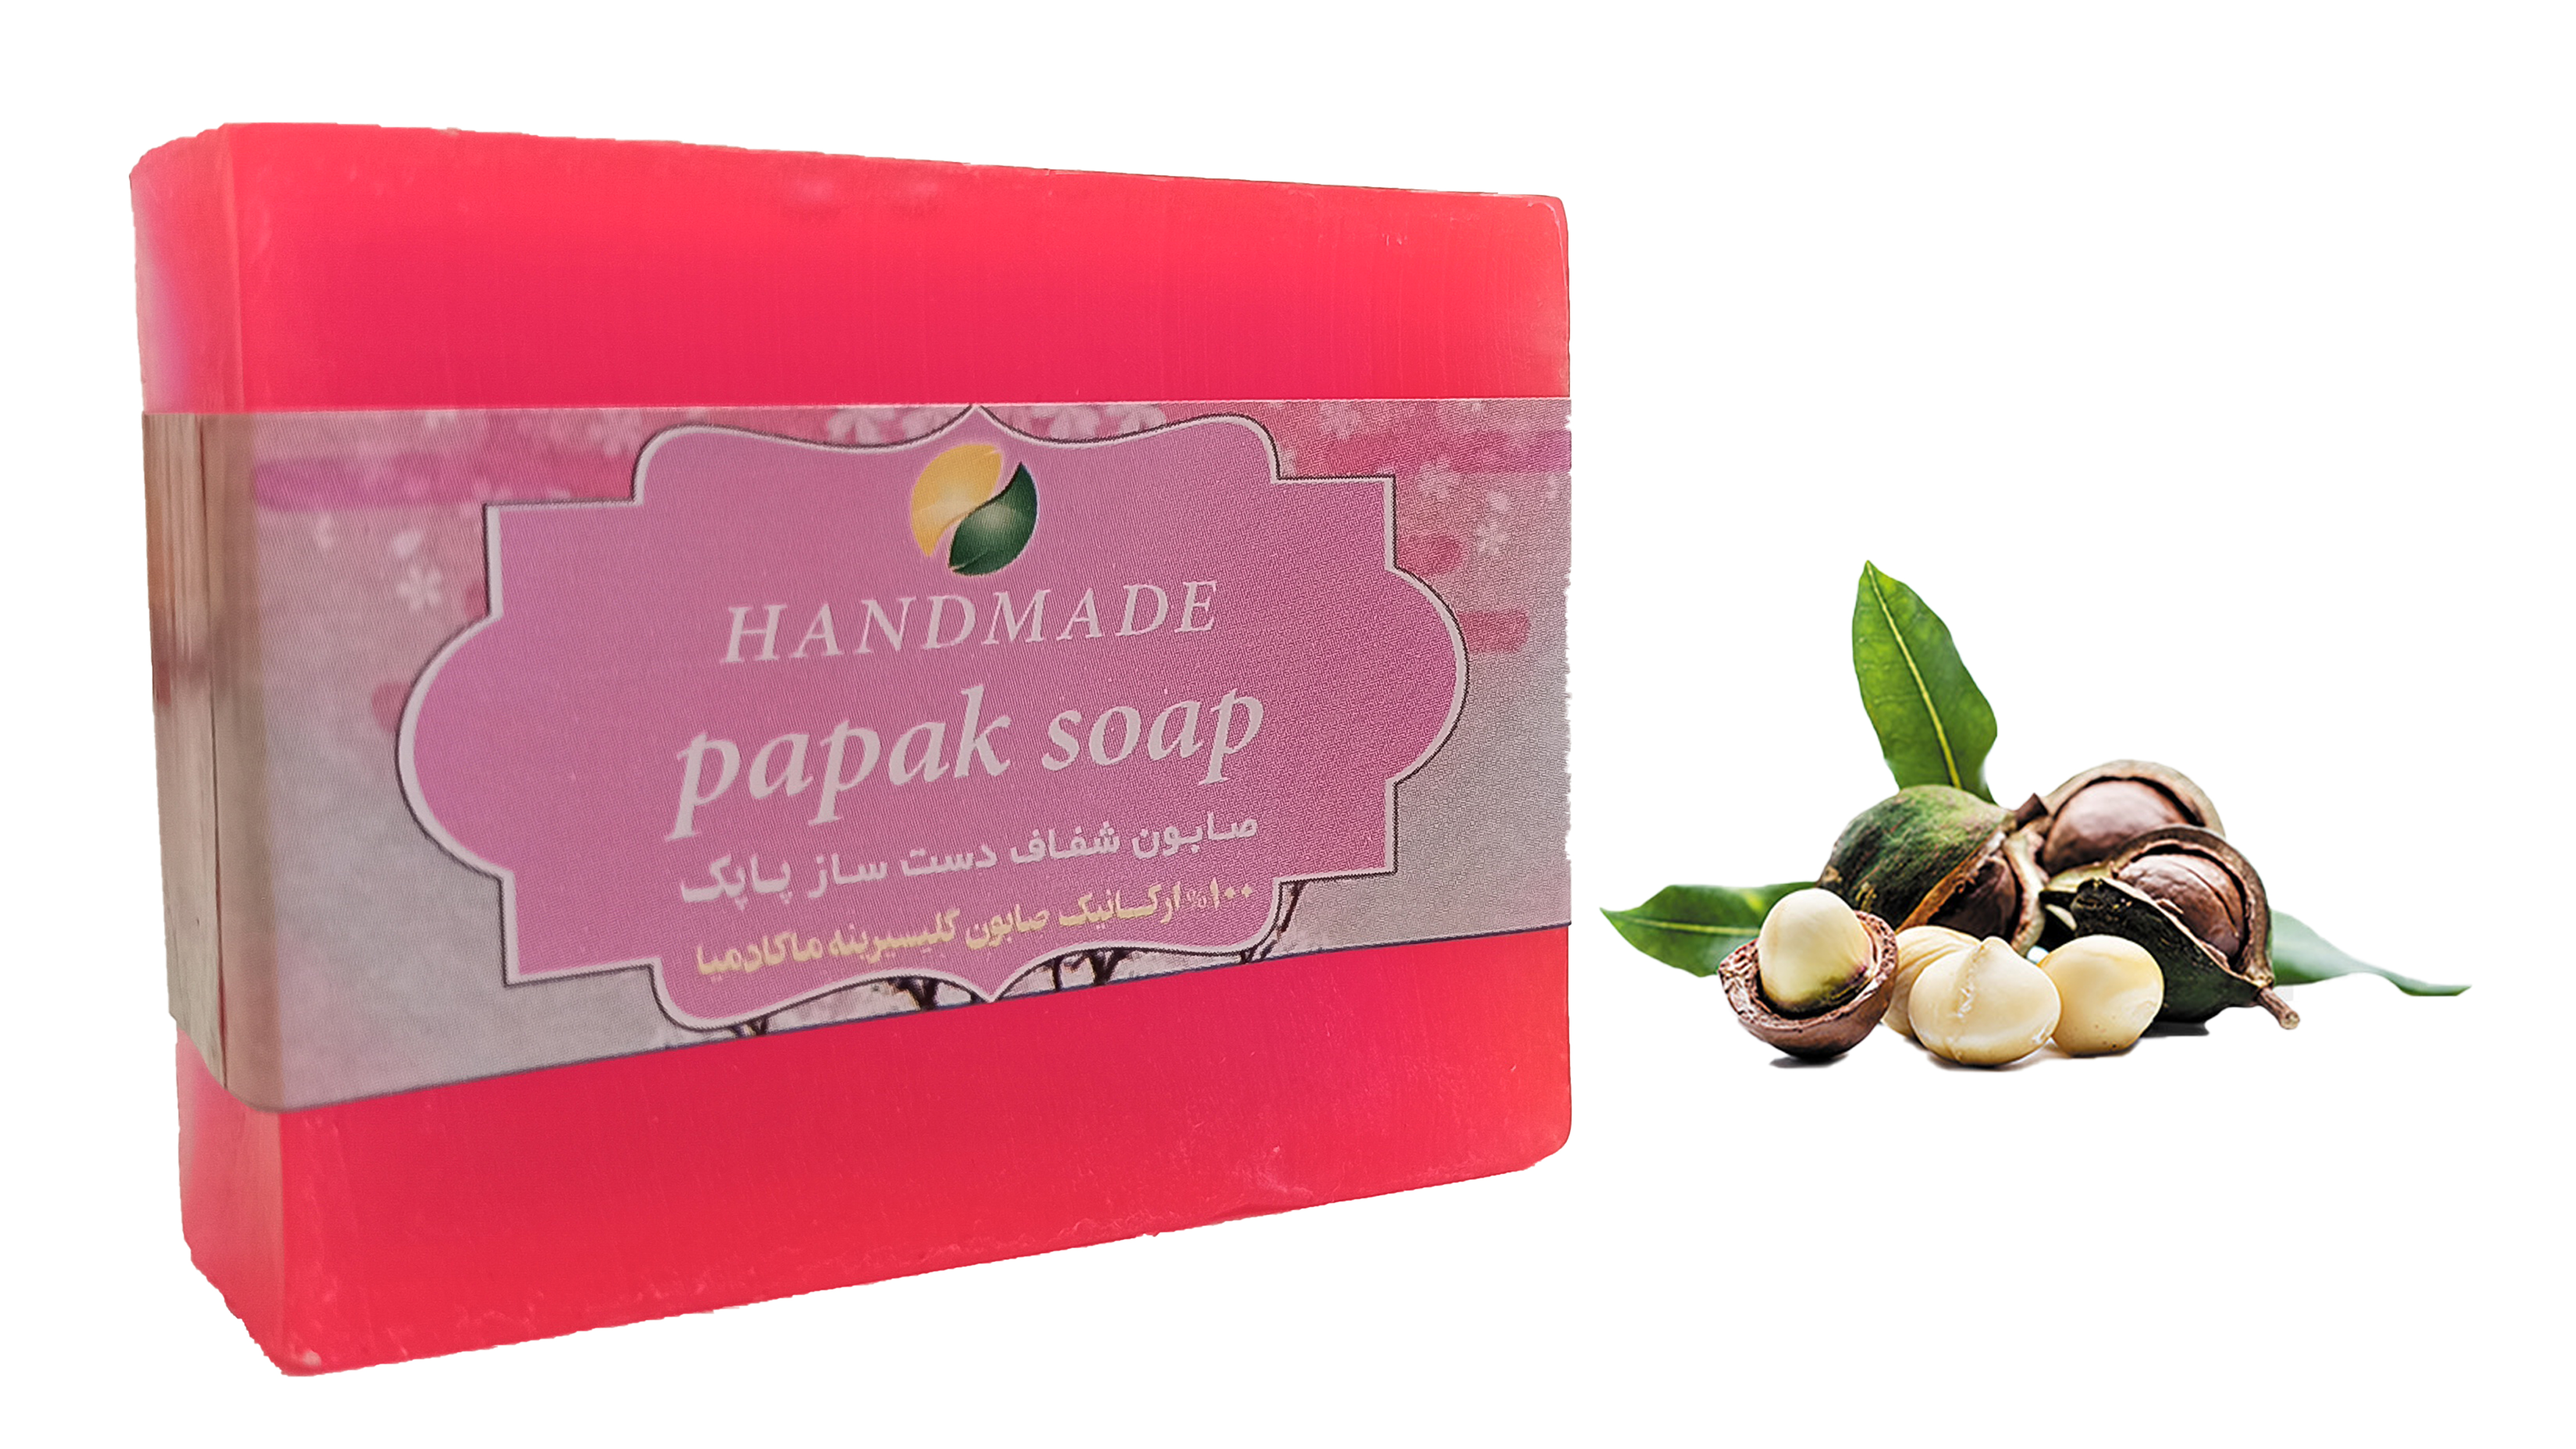 HANDMADE
papak soap
صابون شفاف دست ساز پاپک
۱۰۰% ارگانیک صابون گلیسیرینه ماکادمیا